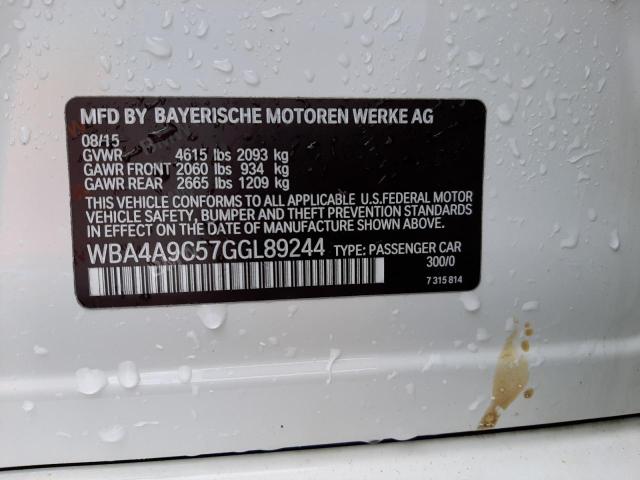 MFD BY BAYERISCHE MOTOREN WERKE AG
08/15
GVWR 4615 lbs 2093 kg
GAWR FRONT 2060 lbs 934 kg
GAWR REAR 2665 lbs 1209 kg
THIS VEHICLE CONFORMS TO ALL APPLICABLE U.S.FEDERAL MOTOR
VEHICLE SAFETY, BUMPER AND THEFT PREVENTION STANDARDS
IN EFFECT ON THE DATE OF MANUFACTURE SHOWN ABOVE.
WBA4A9C57GGL89244 TYPE: PASSENGER CAR
300/0
7 315 814